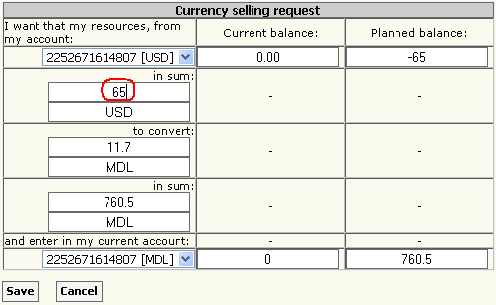 Currency selling request
I want that my resources, from my account: Current balance: Planned balance:
2252671614807 [USD] 0.00 -65
in sum: - -
65
USD
to convert: - -
11.7
MDL
in sum: - -
760.5
MDL
and enter in my current account: - -
2252671614807 [MDL] 0 760.5
Save Cancel